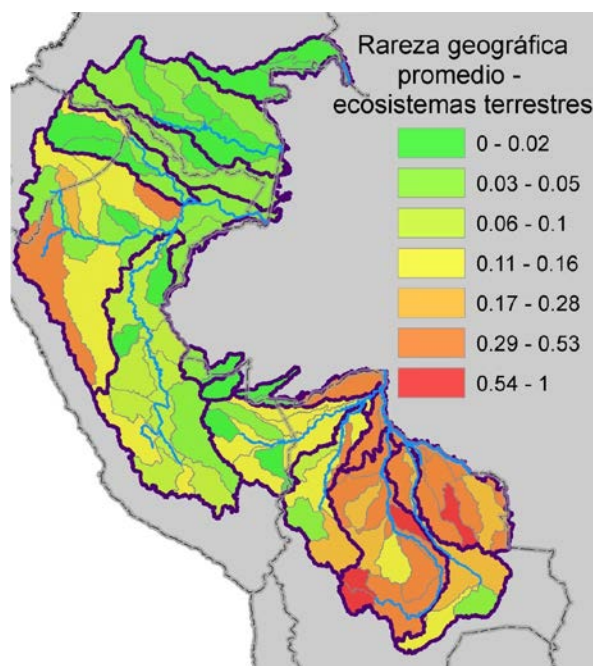 Rareza geográfica
promedio -
ecosistemas terrestres
0 - 0.02
0.03 - 0.05
0.06 - 0.1
0.11 - 0.16
0.17 - 0.28
0.29 - 0.53
0.54 - 1